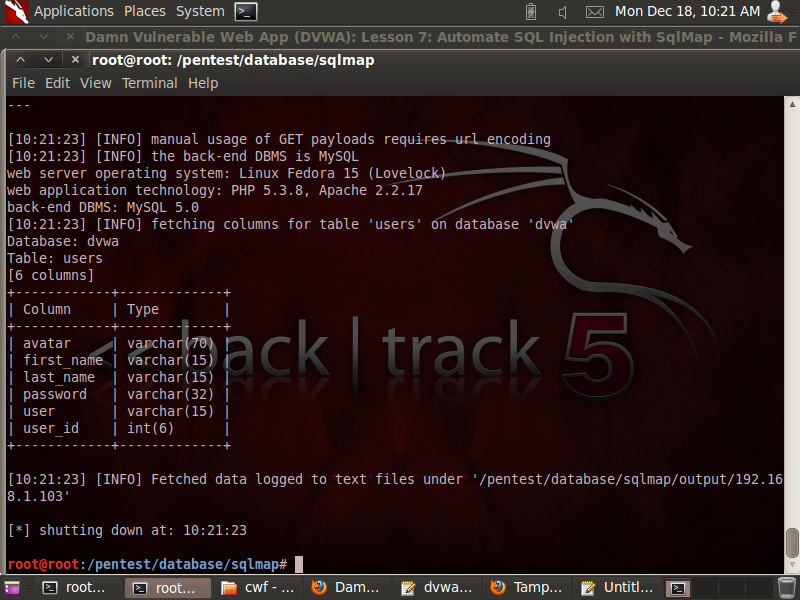 Applications Places System Mon Dec 18, 10:21 AM
Damn Vulnerable Web App (DVWA): Lesson 7: Automate SQL Injection with SqlMap - Mozilla F
root@root: /pentest/database/sqlmap
File Edit View Terminal Help
---
[10:21:23] [INFO] manual usage of GET payloads requires url encoding
[10:21:23] [INFO] the back-end DBMS is MySQL
web server operating system: Linux Fedora 15 (Lovelock)
web application technology: PHP 5.3.8, Apache 2.2.17
back-end DBMS: MySQL 5.0
[10:21:23] [INFO] fetching columns for table 'users' on database 'dvwa'
Database: dvwa
Table: users
[6 columns]
+------------+-------------+
| Column     | Type        |
+------------+-------------+
| avatar     | varchar(70) |
| first_name | varchar(15) |
| last_name  | varchar(15) |
| password   | varchar(32) |
| user       | varchar(15) |
| user_id    | int(6)      |
+------------+-------------+
<< back | track 5
[10:21:23] [INFO] Fetched data logged to text files under '/pentest/database/sqlmap/output/192.16
8.1.103'
[*] shutting down at: 10:21:23
root@root:/pentest/database/sqlmap#
root... root... cwf - ... Dam... dvwa... Tamp... Untitl...